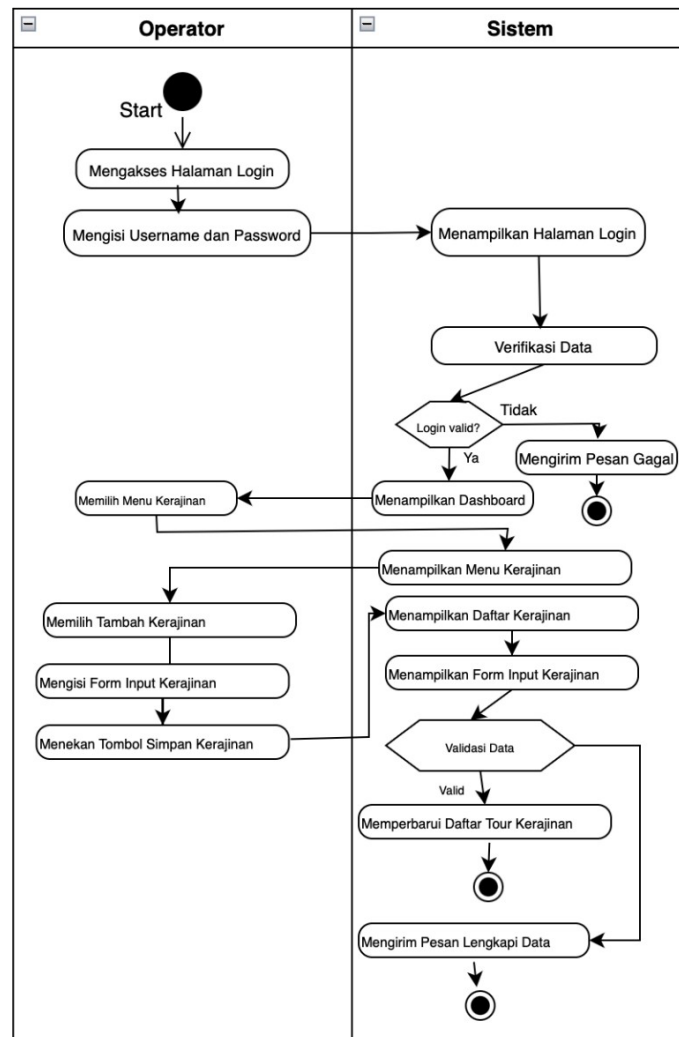 Operator
Sistem
Start
Mengakses Halaman Login
Mengisi Username dan Password
Menampilkan Halaman Login
Verifikasi Data
Login valid?
Tidak
Ya
Mengirim Pesan Gagal
Memilih Menu Kerajinan
Menampilkan Dashboard
Menampilkan Menu Kerajinan
Memilih Tambah Kerajinan
Menampilkan Daftar Kerajinan
Mengisi Form Input Kerajinan
Menampilkan Form Input Kerajinan
Menekan Tombol Simpan Kerajinan
Validasi Data
Valid
Memperbarui Daftar Tour Kerajinan
Mengirim Pesan Lengkapi Data